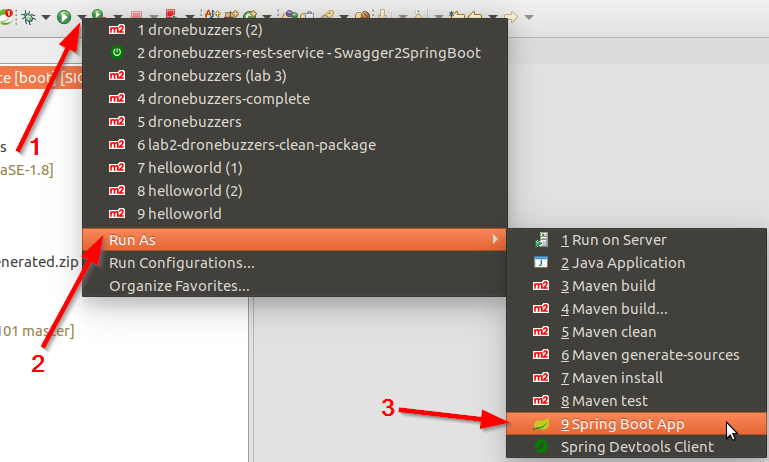 m2 1 dronebuzzers (2)
2 dronebuzzers-rest-service - Swagger2SpringBoot
m2 3 dronebuzzers (lab 3)
m2 4 dronebuzzers-complete
m2 5 dronebuzzers
m2 6 lab2-dronebuzzers-clean-package
m2 7 helloworld (1)
m2 8 helloworld (2)
m2 9 helloworld
Run As
Run Configurations...
Organize Favorites...
1 Run on Server
J 2 Java Application
m2 3 Maven build
m2 4 Maven build...
m2 5 Maven clean
m2 6 Maven generate-sources
m2 7 Maven install
m2 8 Maven test
9 Spring Boot App
Spring Devtools Client
ce [boot] [SIG
s
aSE-1.8]
enerated.zip
101 master]
1
2
3